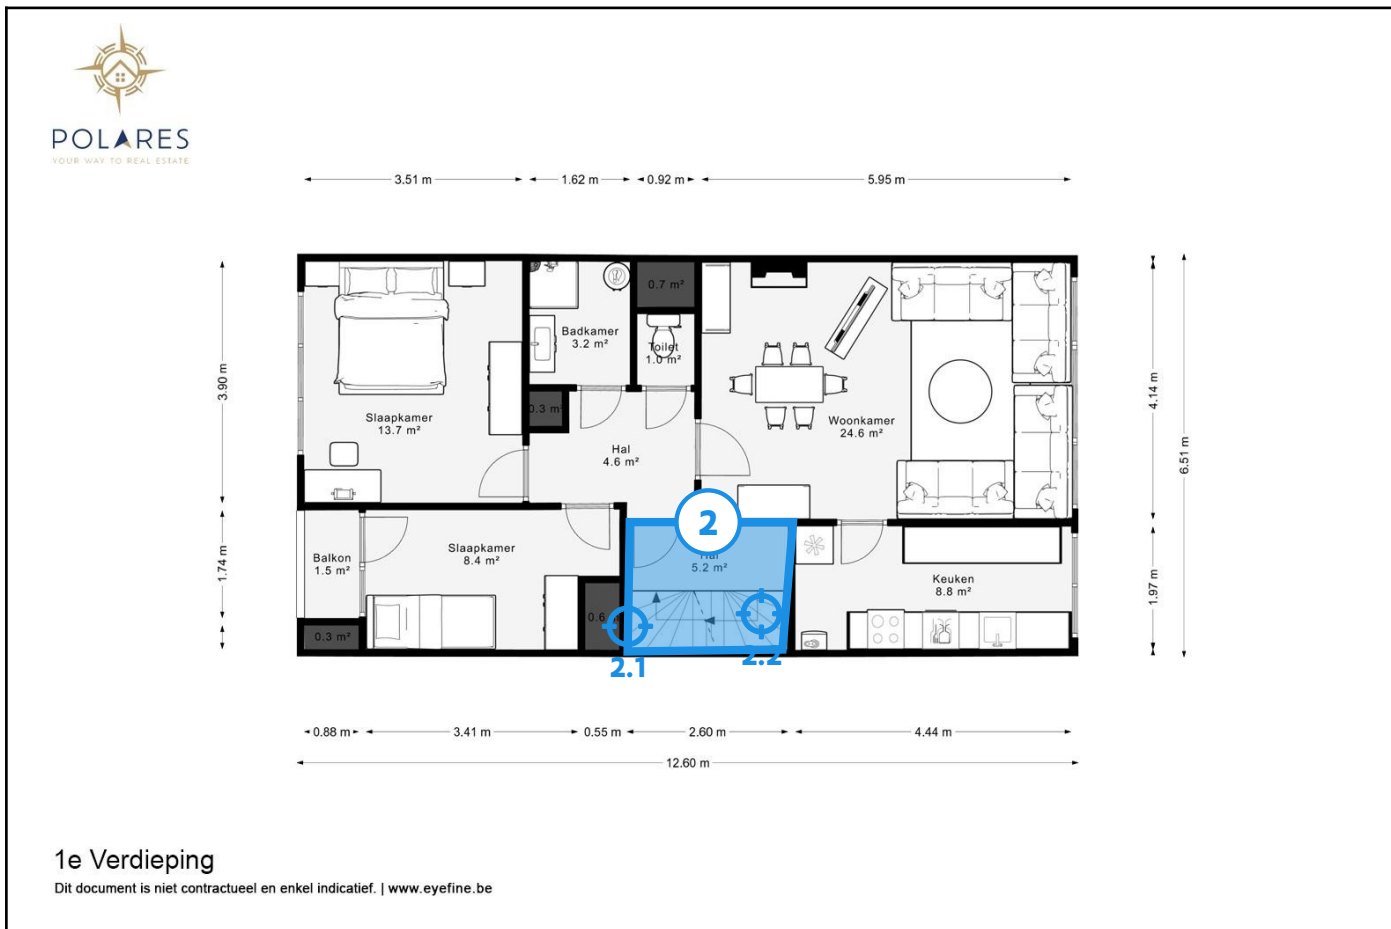 POLARES
YOUR WAY TO REAL ESTATE
3.51 m
1.62 m
0.92 m
5.95 m
3.90 m
1.74 m
4.14 m
6.51 m
1.97 m
0.7 m²
Badkamer
3.2 m²
Toilet
1.0 m²
0.3 m²
Slaapkamer
13.7 m²
Woonkamer
24.6 m²
Hal
4.6 m²
2
Hal
5.2 m²
Slaapkamer
8.4 m²
Balkon
1.5 m²
Keuken
8.8 m²
0.6
0.3 m²
2.1
2.2
0.88 m
3.41 m
0.55 m
2.60 m
4.44 m
12.60 m
1e Verdieping
Dit document is niet contractueel en enkel indicatief. | www.eyefine.be